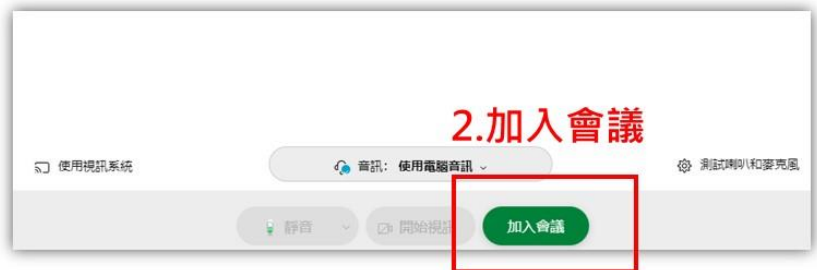 2.加入會議
使用視訊系統
音訊: 使用電腦音訊
測試喇叭和麥克風
靜音
開始視訊
加入會議